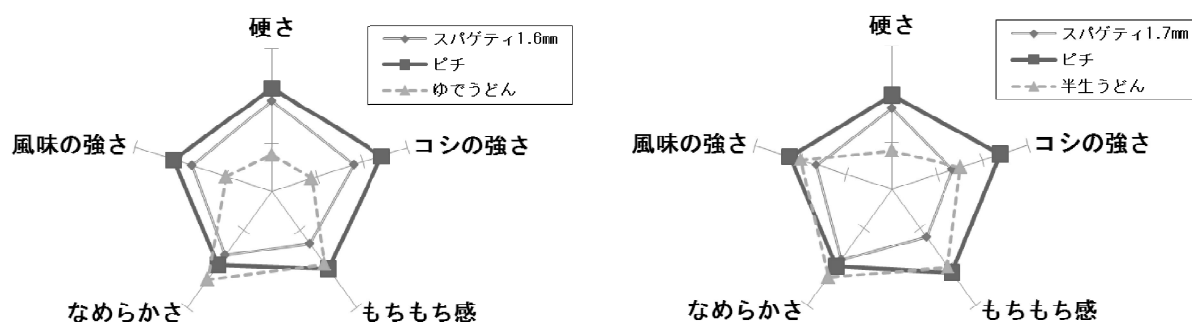 硬さ
スパゲティ1.6mm
ピチ
ゆでうどん
風味の強さ
コシの強さ
なめらかさ
もちもち感
硬さ
スパゲティ1.7mm
ピチ
半生うどん
風味の強さ
コシの強さ
なめらかさ
もちもち感